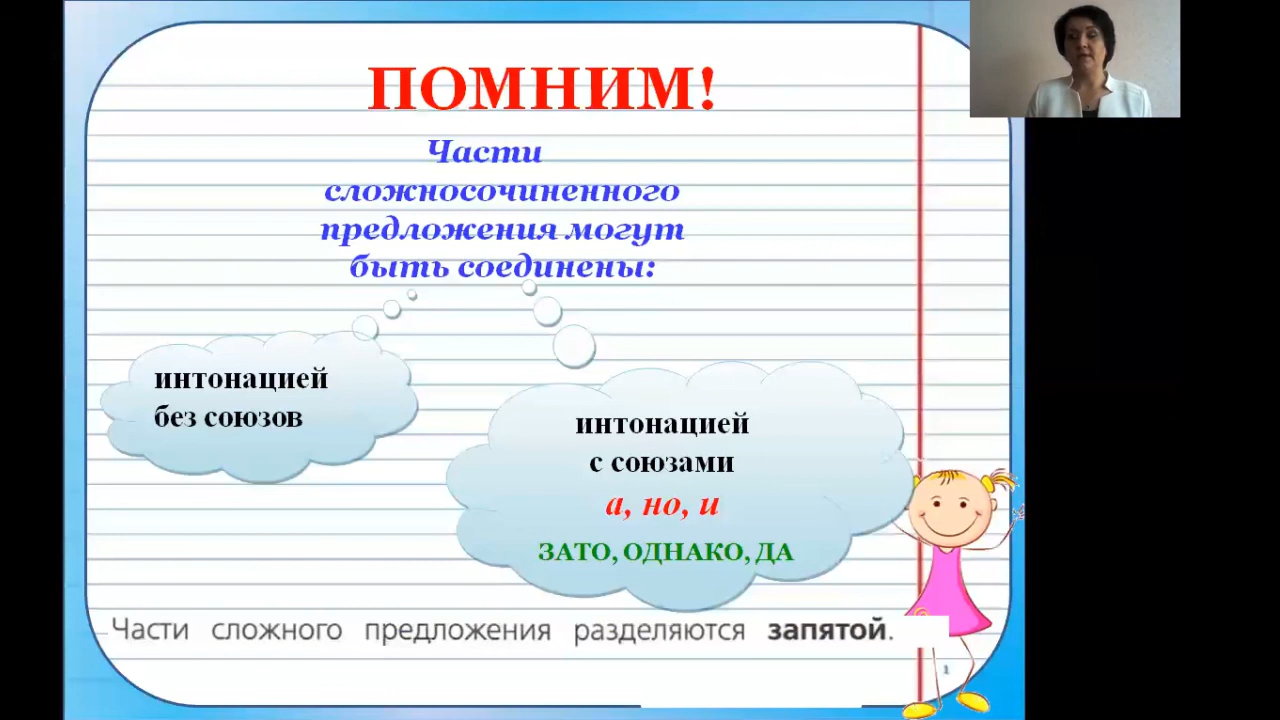 ПОМНИМ!
Части
сложносочиненного
предложения могут
быть соединены:
интонацией
без союзов
интонацией
с союзами
а, но, и
ЗАТО, ОДНАКО, ДА
Части сложного предложения разделяются запятой.
1